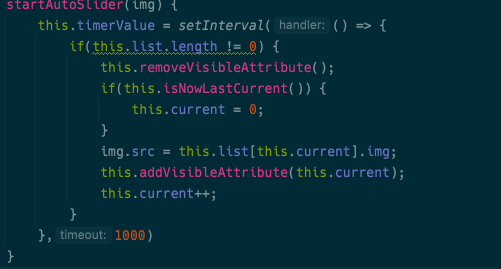 startAutoSlider(img) {
    this.timerValue = setInterval( handler: () => {
        if(this.list.length != 0) {
            this.removeVisibleAttribute();
            if(this.isNowLastCurrent()) {
                this.current = 0;
            }
            img.src = this.list[this.current].img;
            this.addVisibleAttribute(this.current);
            this.current++;
        }
    }, timeout: 1000)
}